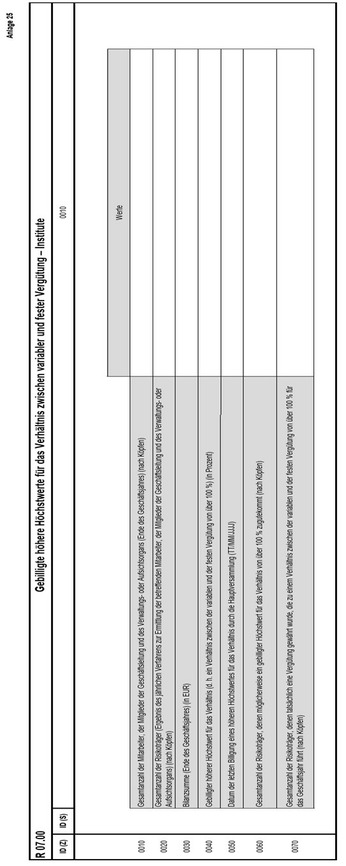 Anlage 25
R 07.00 Gebilligte höhere Höchstwerte für das Verhältnis zwischen variabler und fester Vergütung – Institute
ID (Z) ID (S) 0010
Werte
0010 Gesamtanzahl der Mitarbeiter, der Mitglieder der Geschäftsleitung und des Verwaltungs- oder Aufsichtsorgans (Ende des Geschäftsjahres) (nach Köpfen)
0020 Gesamtanzahl der Risikoträger (Ergebnis des jährlichen Verfahrens zur Ermittlung der betreffenden Mitarbeiter, der Mitglieder der Geschäftsleitung und des Verwaltungs- oder
Aufsichtsorgans) (nach Köpfen)
0030 Bilanzsumme (Ende des Geschäftsjahres) (in EUR)
0040 Gebilligter höherer Höchstwert für das Verhältnis (d. h. ein Verhältnis zwischen der variablen und der festen Vergütung von über 100 %) (in Prozent)
0050 Datum der letzten Billigung eines höheren Höchstwertes für das Verhältnis durch die Hauptversammlung (TT/MM/JJJJ)
0060 Gesamtanzahl der Risikoträger, denen möglicherweise ein gebilligter Höchstwert für das Verhältnis von über 100 % zugutekommt (nach Köpfen)
0070 Gesamtanzahl der Risikoträger, denen tatsächlich eine Vergütung gewährt wurde, die zu einem Verhältnis zwischen der variablen und der festen Vergütung von über 100 % für
das Geschäftsjahr führt (nach Köpfen)